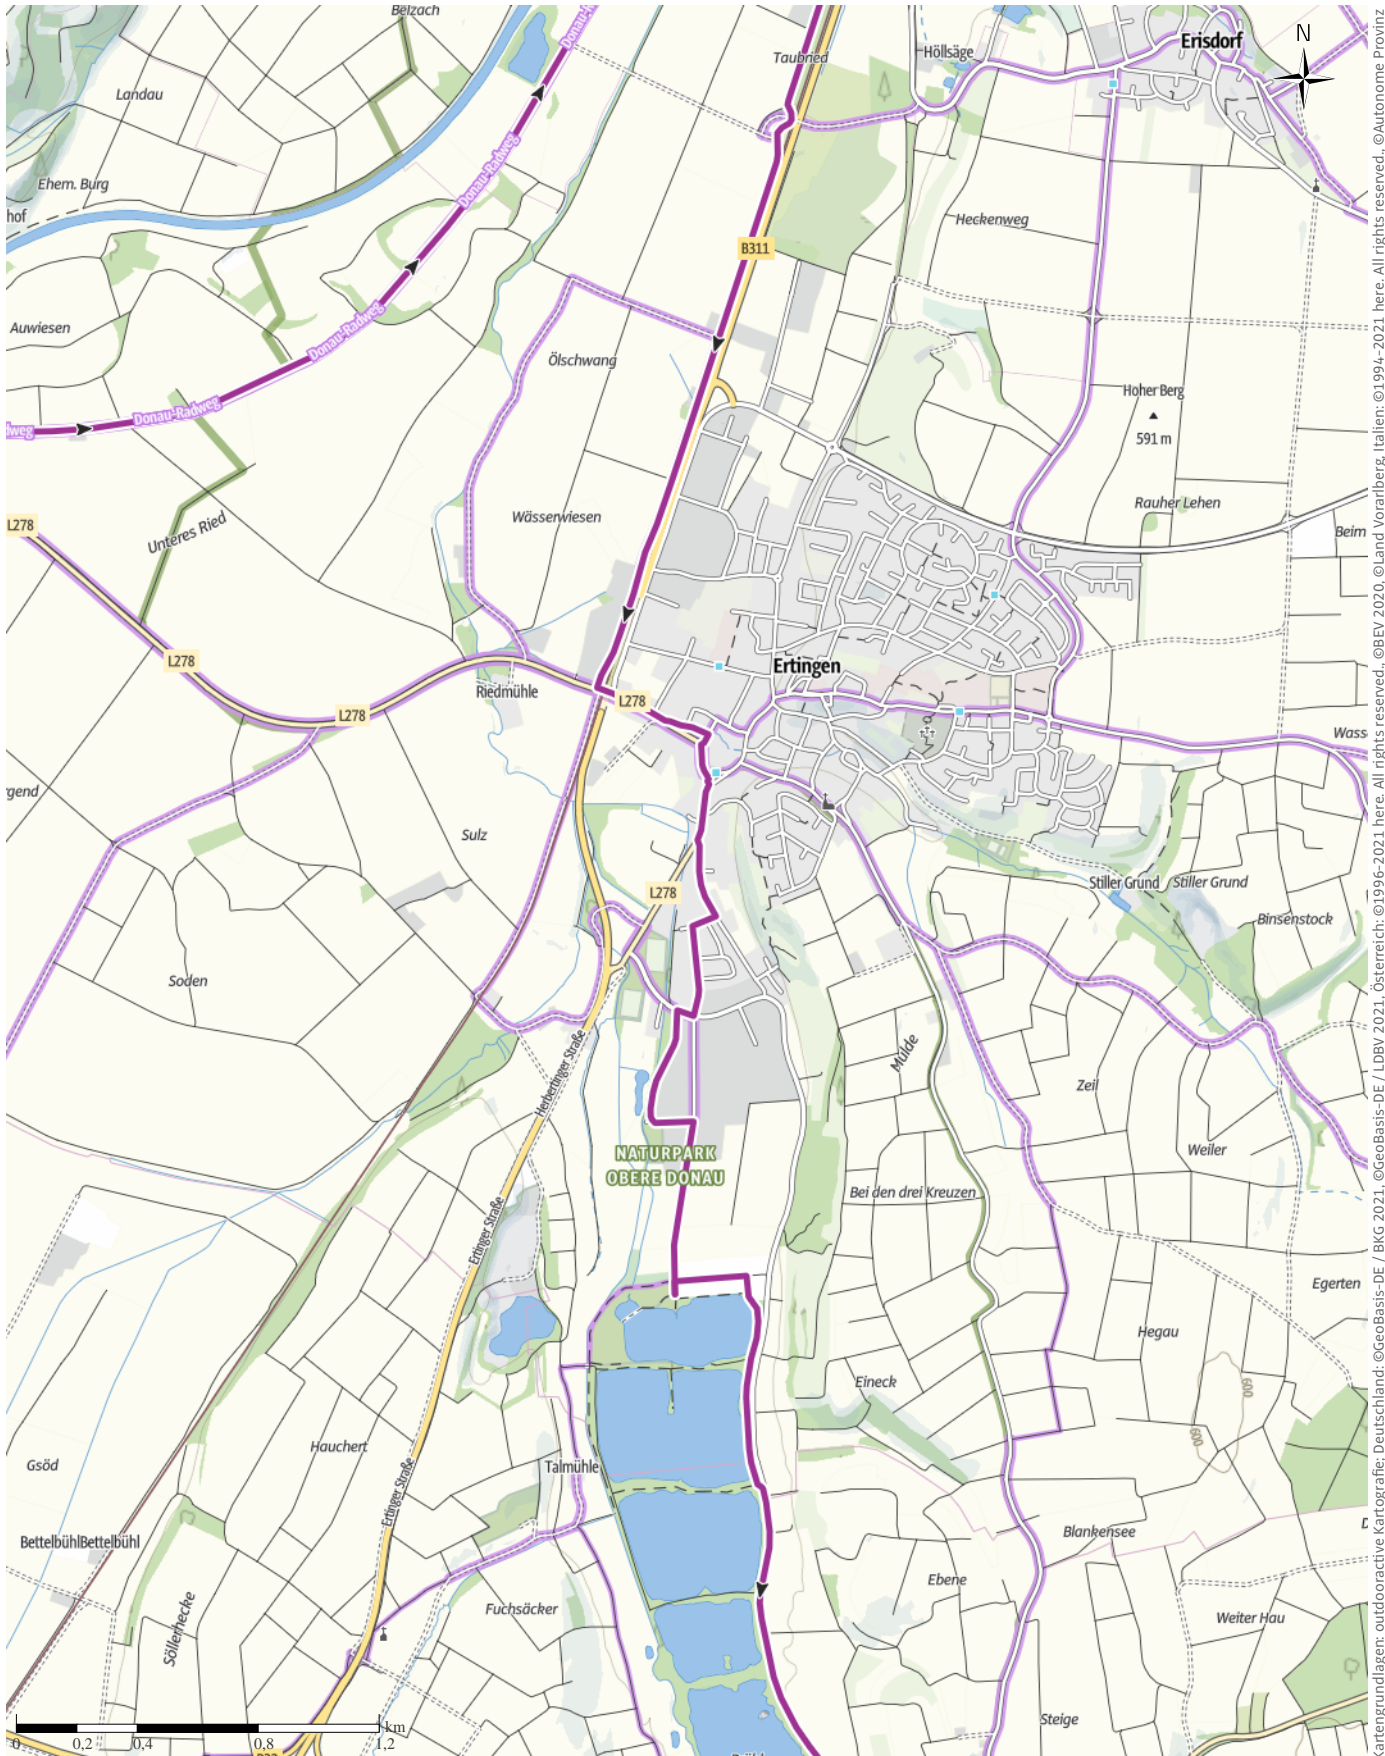 Belzach
Donau-R
Taubried
Höllsäge
Erisdorf
N
Landau
Donau-Radweg
Ehem. Burg
hof
Heckenweg
B311
Auwiesen
Donau-Radweg
Ölschwang
Hoher Berg
591 m
Donau-Radweg
dweg
L278
Unteres Ried
Wässerwiesen
Rauher Lehen
Beim
L278
Ertingen
Riedmühle
L278
L278
Wass
rgend
Sulz
L278
Stiller Grund
Stiller Grund
Binsenstock
Soden
Herbertinger Straße
Mulde
Zeil
NATURPARK
OBERE DONAU
Weiler
Bei den drei Kreuzen
Ertinger Straße
Egerten
Hegau
Eineck
600
600
Hauchert
Gsöd
Talmühle
Ertinger Straße
BettelbühlBettelbühl
Blankensee
Ebene
Fuchsäcker
Weiter Hau
Söllerhecke
Steige
km
0 0,2 0,4 0,8 1,2
artengrundlagen: outdooractive Kartografie; Deutschland: ©GeoBasis-DE / BKG 2021, ©GeoBasis-DE / LDBV 2021, Österreich: ©1996-2021 here. All rights reserved., ©BEV 2020, ©Land Vorarlberg, Italien: ©1994-2021 here. All rights reserved., ©Autonome Provinz